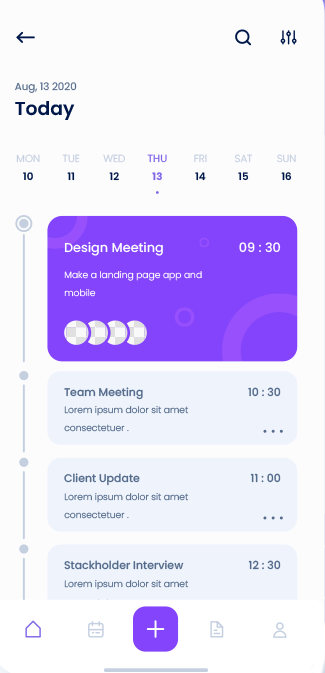 Aug, 13 2020
Today
MON TUE WED THU FRI SAT SUN
10 11 12 13 14 15 16
Design Meeting 09 : 30
Make a landing page app and
mobile
Team Meeting 10 : 30
Lorem ipsum dolor sit amet
consectetuer .
Client Update 11 : 00
Lorem ipsum dolor sit amet
consectetuer .
Stackholder Interview 12 : 30
Lorem ipsum dolor sit amet